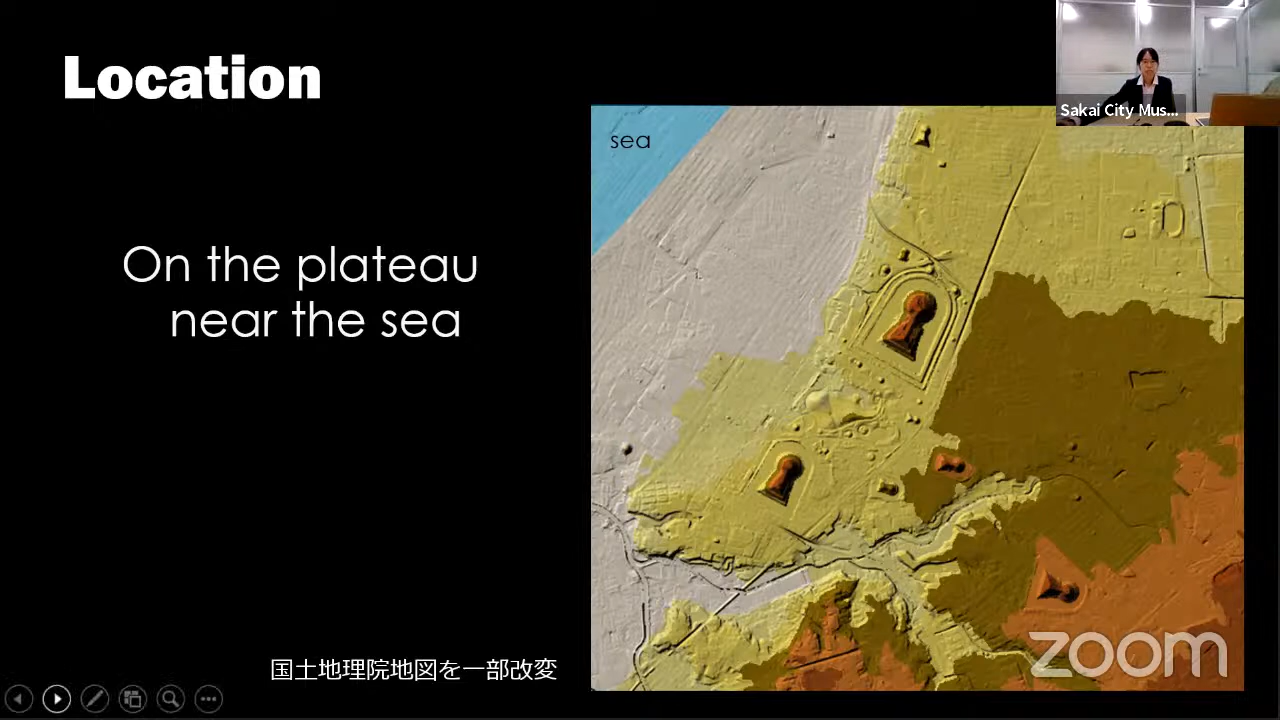 Location
Sakai City Mus...
sea
On the plateau
near the sea
国土地理院地図を一部改変
zoom